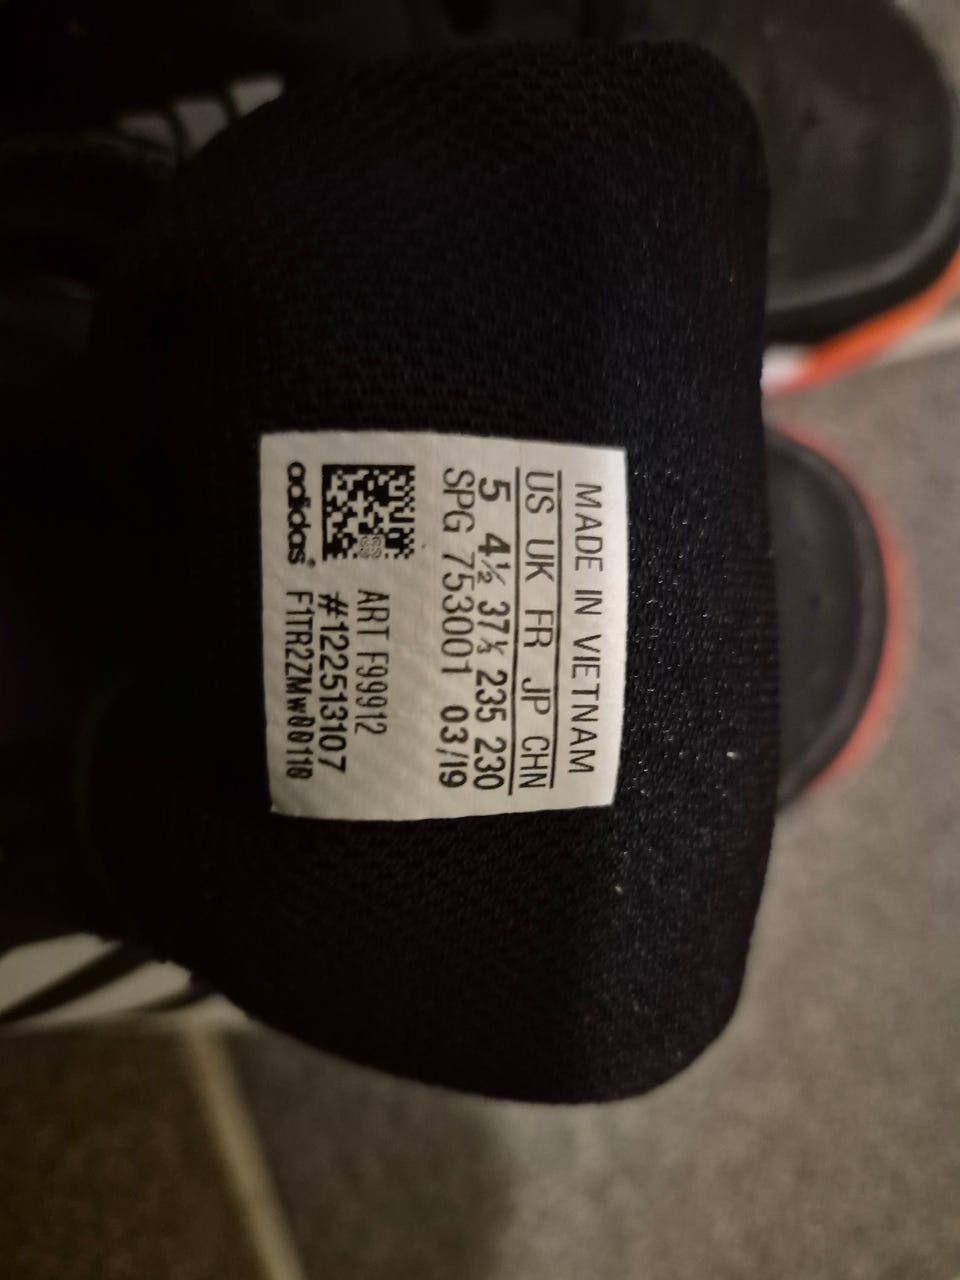 MADE IN VIETNAM
US UK FR JP CHN
5 4½ 37⅓ 235 230
SPG 753001 03/19
ART F99912
#122513107
adidas® F1TR2ZMw00110